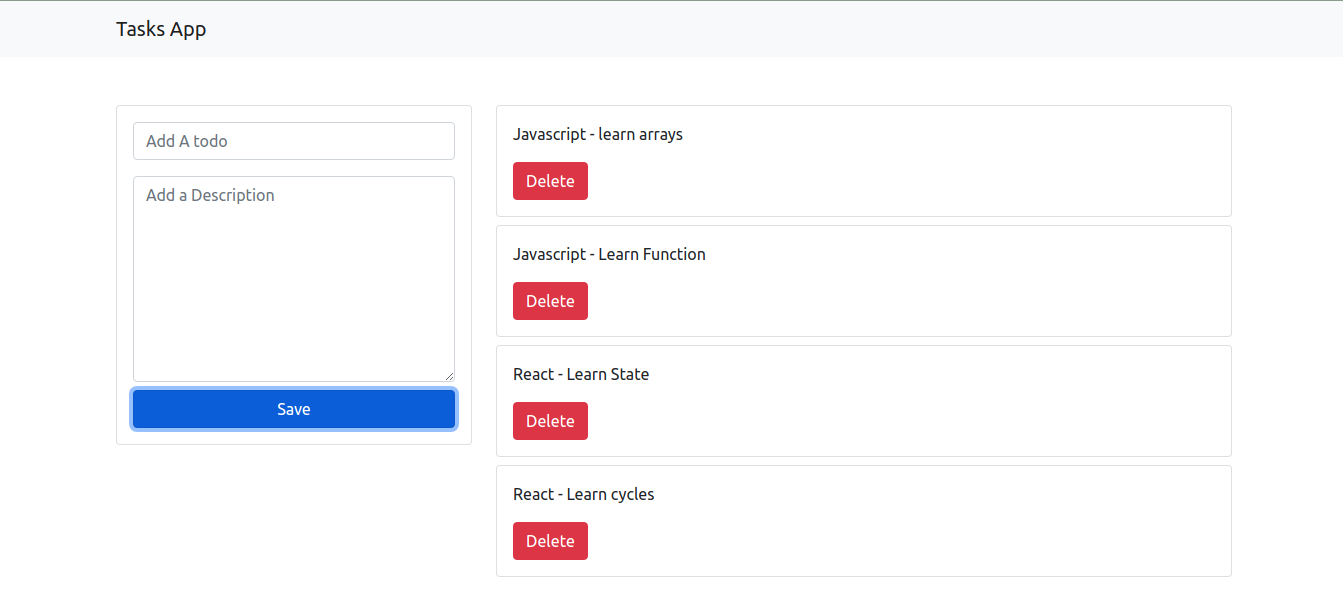 Tasks App
Add A todo
Add a Description
Save
Javascript - learn arrays
Delete
Javascript - Learn Function
Delete
React - Learn State
Delete
React - Learn cycles
Delete